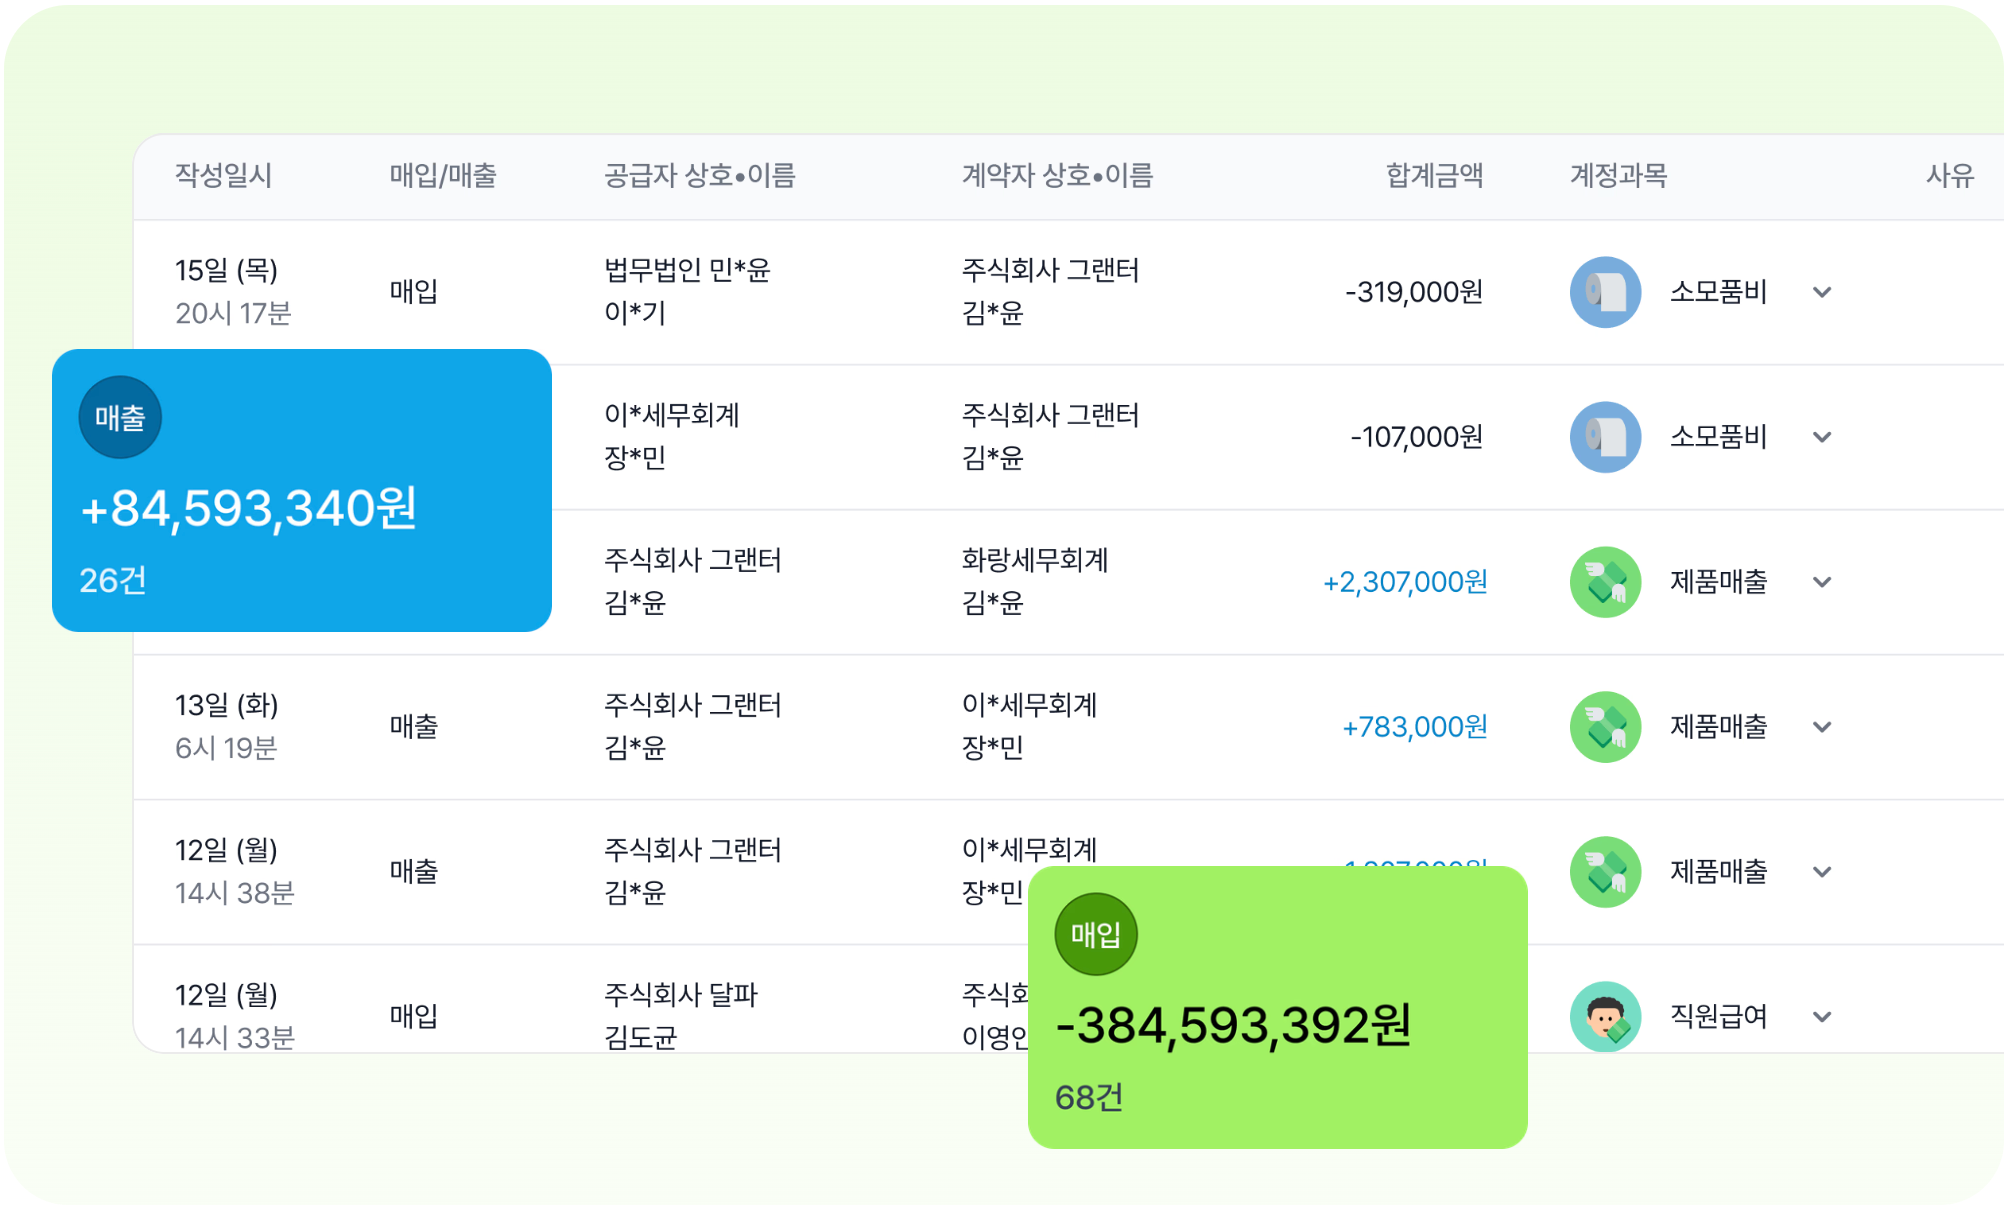 작성일시 매입/매출 공급자 상호•이름 계약자 상호•이름 합계금액 계정과목 사유
15일 (목) 법무법인 민*윤 주식회사 그랜터
매입 -319,000원 소모품비
20시 17분 이*기 김*윤
이*세무회계 주식회사 그랜터
-107,000원 소모품비
장*민 김*윤
매출
+84,593,340원
26건
주식회사 그랜터 화랑세무회계
+2,307,000원 제품매출
김*윤 김*윤
13일 (화) 주식회사 그랜터 이*세무회계
매출 +783,000원 제품매출
6시 19분 김*윤 장*민
12일 (월) 주식회사 그랜터 이*세무회계
매출 제품매출
14시 38분 김*윤 장*민
12일 (월) 주식회사 달파
매입 직원급여
14시 33분 김도균
매입
-384,593,392원
68건